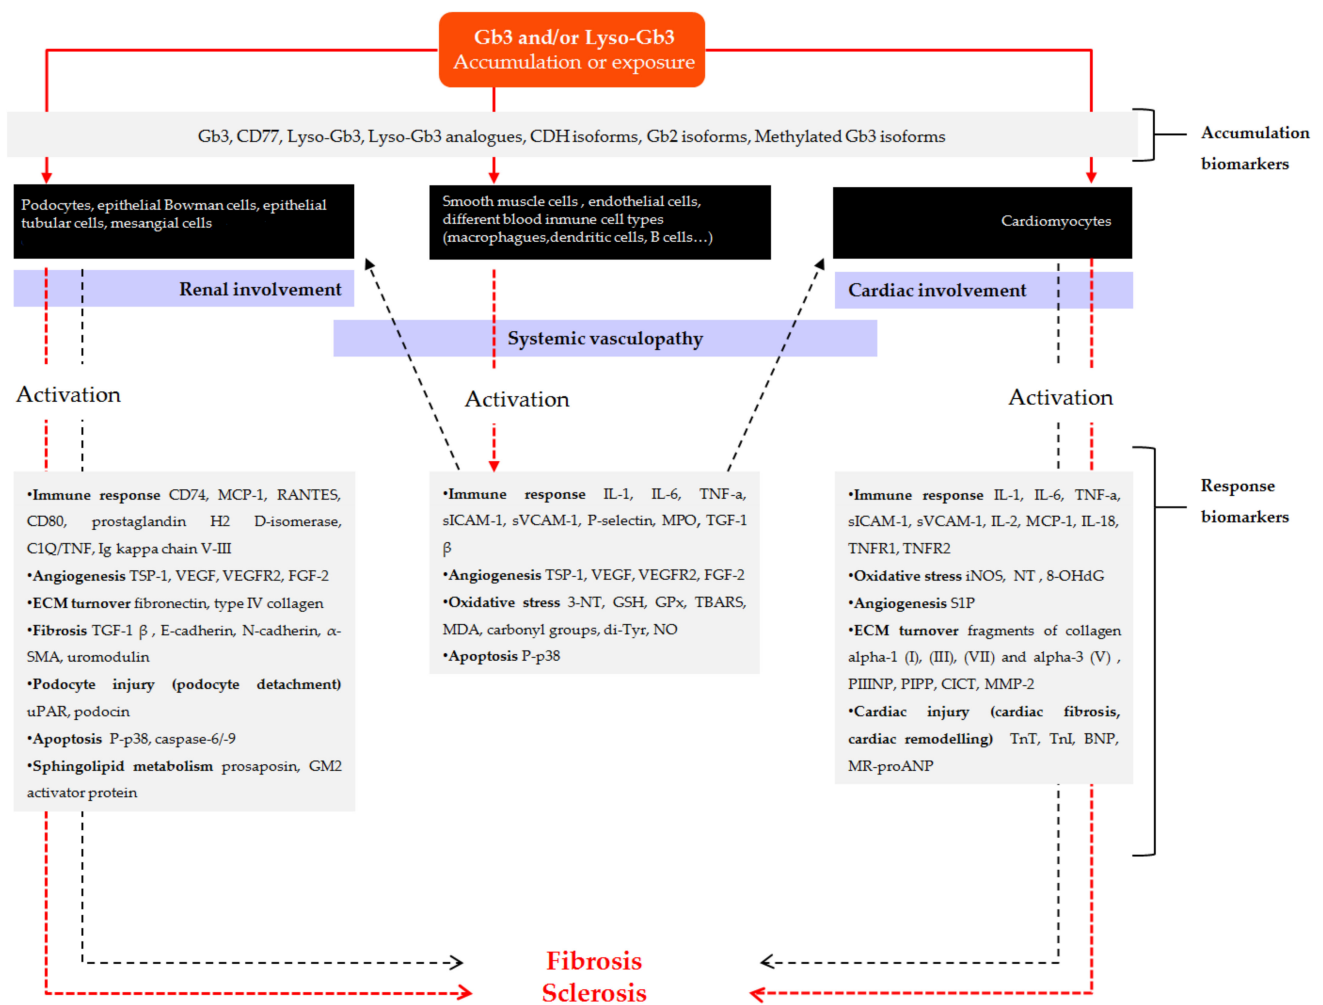 Gb3 and/or Lyso-Gb3
Accumulation or exposure
Gb3, CD77, Lyso-Gb3, Lyso-Gb3 analogues, CDH isoforms, Gb2 isoforms, Methylated Gb3 isoforms
Accumulation
biomarkers
Podocytes, epithelial Bowman cells, epithelial
tubular cells, mesangial cells
Smooth muscle cells , endothelial cells,
different blood inmune cell types
(macrophagues,dendritic cells, B cells…)
Cardiomyocytes
Renal involvement
Cardiac involvement
Systemic vasculopathy
Activation
Activation
Activation
•Immune response CD74, MCP-1, RANTES,
CD80, prostaglandin H2 D-isomerase,
C1Q/TNF, Ig kappa chain V-III
•Angiogenesis TSP-1, VEGF, VEGFR2, FGF-2
•ECM turnover fibronectin, type IV collagen
•Fibrosis TGF-1 β , E-cadherin, N-cadherin, α-
SMA, uromodulin
•Podocyte injury (podocyte detachment)
uPAR, podocin
•Apoptosis P-p38, caspase-6/-9
•Sphingolipid metabolism prosaposin, GM2
activator protein
•Immune response IL-1, IL-6, TNF-a,
sICAM-1, sVCAM-1, P-selectin, MPO, TGF-1
β
•Angiogenesis TSP-1, VEGF, VEGFR2, FGF-2
•Oxidative stress 3-NT, GSH, GPx, TBARS,
MDA, carbonyl groups, di-Tyr, NO
•Apoptosis P-p38
•Immune response IL-1, IL-6, TNF-a,
sICAM-1, sVCAM-1, IL-2, MCP-1, IL-18,
TNFR1, TNFR2
•Oxidative stress iNOS, NT , 8-OHdG
•Angiogenesis S1P
•ECM turnover fragments of collagen
alpha-1 (I), (III), (VII) and alpha-3 (V) ,
PIIINP, PIPP, CICT, MMP-2
•Cardiac injury (cardiac fibrosis,
cardiac remodelling) TnT, TnI, BNP,
MR-proANP
Response
biomarkers
Fibrosis
Sclerosis